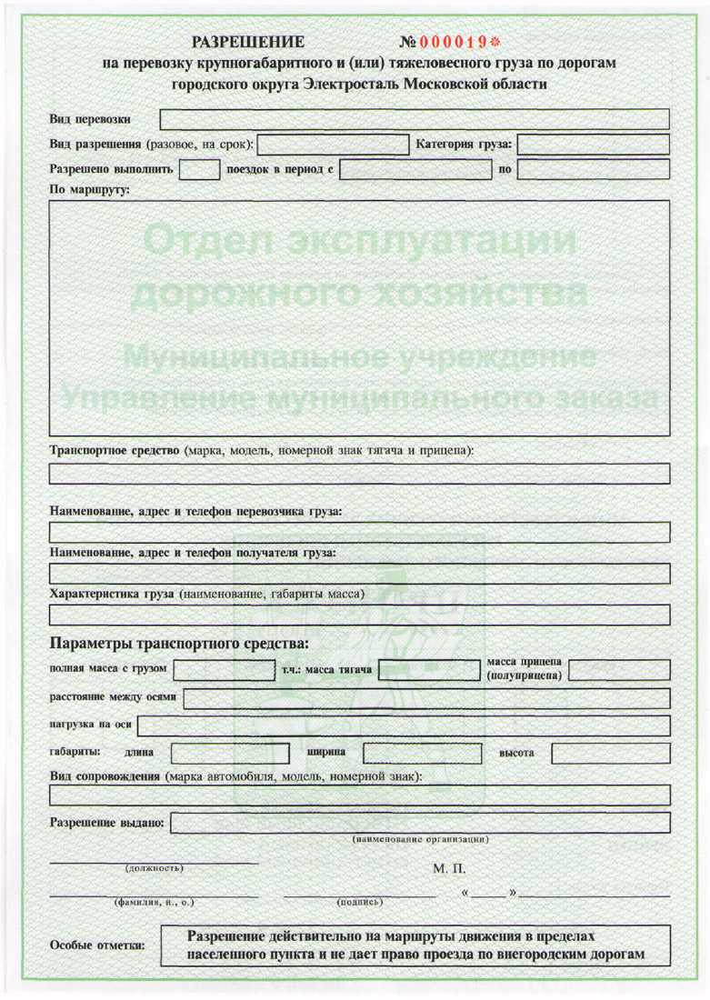 РАЗРЕШЕНИЕ №000019
на перевозку крупногабаритного и (или) тяжеловесного груза по дорогам
городского округа Электросталь Московской области
Вид перевозки
Вид разрешения (разовое, на срок): Категория груза:
Разрешено выполнить поездок в период с по
По маршруту:
Отдел эксплуатации
дорожного хозяйства
Муниципальное учреждение
Управление муниципального заказа
Транспортное средство (марка, модель, номерной знак тягача и прицепа):
Наименование, адрес и телефон перевозчика груза:
Наименование, адрес и телефон получателя груза:
Характеристика груза (наименование, габариты масса)
Параметры транспортного средства:
полная масса с грузом т.ч.: масса тягача масса прицепа
(полуприцепа)
расстояние между осями
нагрузка на оси
габариты: длина ширина высота
Вид сопровождения (марка автомобиля, модель, номерной знак):
Разрешение выдано:
(наименование организации)
(должность) М. П.
(фамилия, и., о.) (подпись) « »
Особые отметки: Разрешение действительно на маршруты движения в пределах
населенного пункта и не дает право проезда по внегородским дорогам